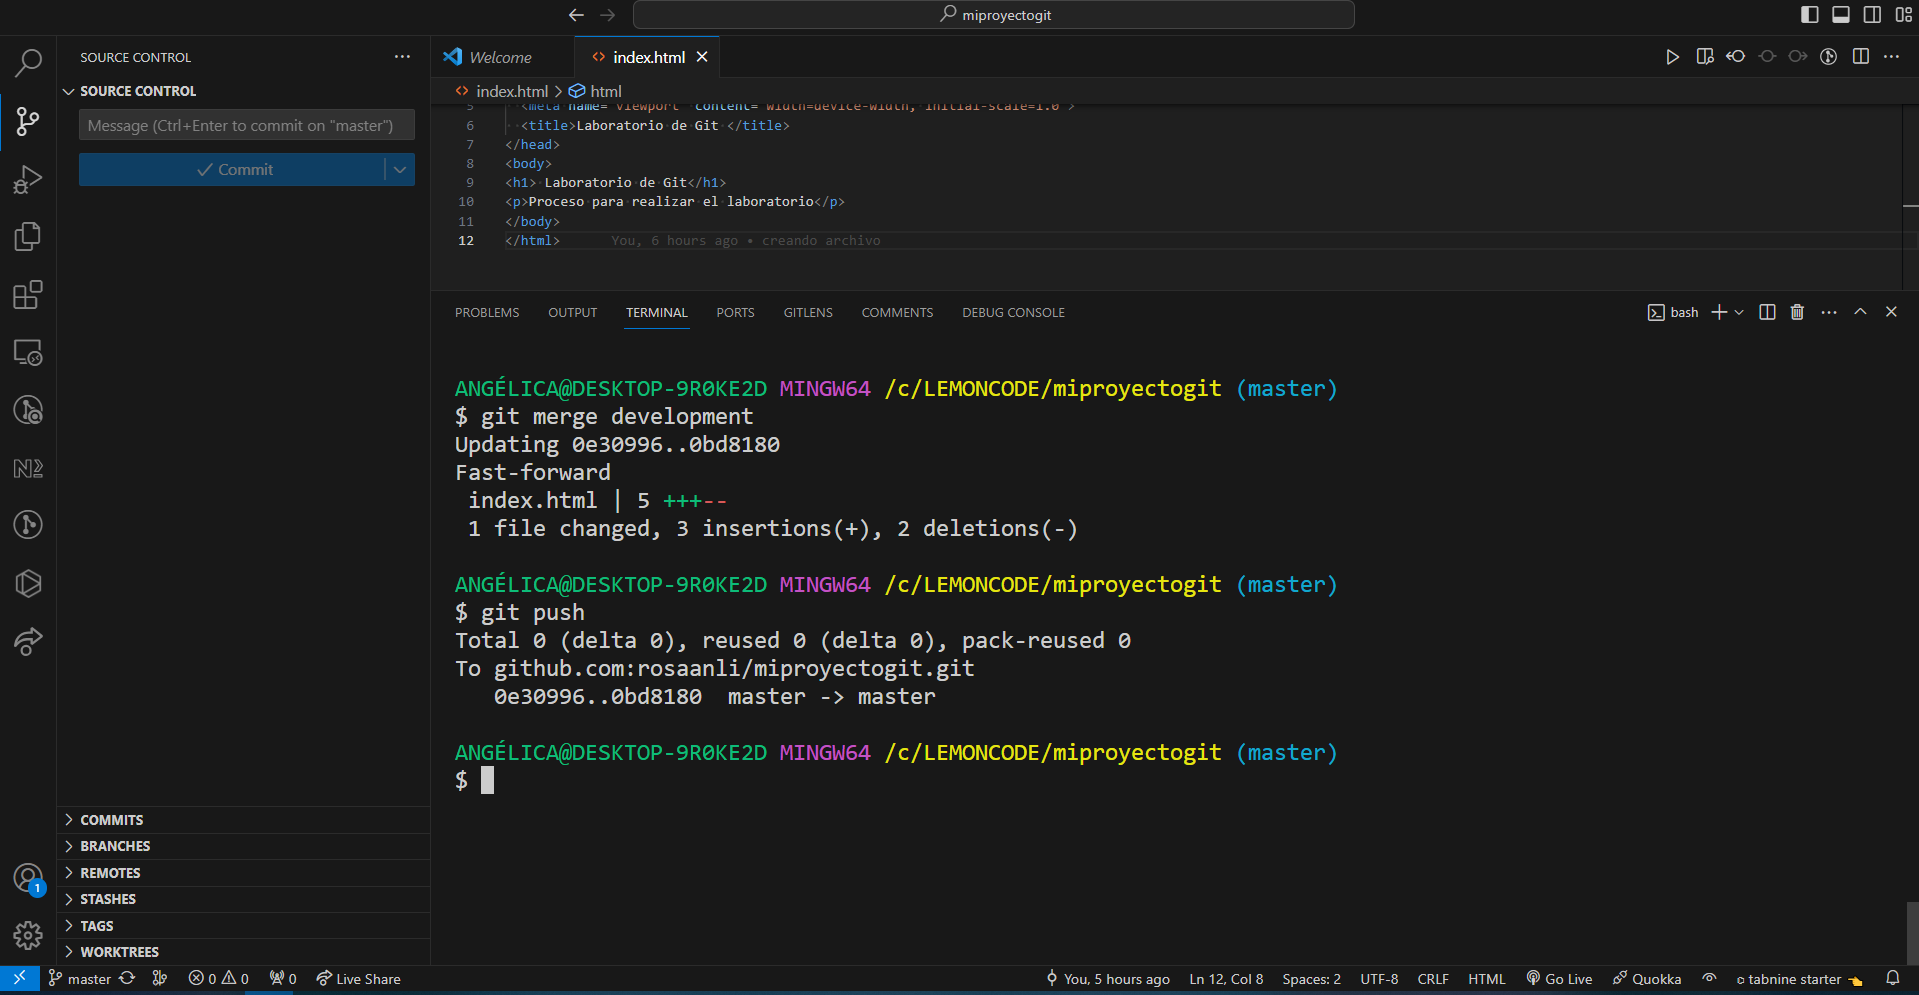 miproyectogit
SOURCE CONTROL
SOURCE CONTROL
Message (Ctrl+Enter to commit on "master")
Commit
COMMITS
BRANCHES
REMOTES
STASHES
TAGS
WORKTREES
1
Welcome
index.html
index.html > html
5 <meta name="viewport" content="width=device-width, initial-scale=1.0">
6 <title>Laboratorio de Git </title>
7 </head>
8 <body>
9 <h1> Laboratorio de Git</h1>
10 <p>Proceso para realizar el laboratorio</p>
11 </body>
12 </html> You, 6 hours ago • creando archivo
PROBLEMS OUTPUT TERMINAL PORTS GITLENS COMMENTS DEBUG CONSOLE bash
ANGÉLICA@DESKTOP-9R0KE2D MINGW64 /c/LEMONCODE/miproyectogit (master)
$ git merge development
Updating 0e30996..0bd8180
Fast-forward
index.html | 5 +++--
1 file changed, 3 insertions(+), 2 deletions(-)
ANGÉLICA@DESKTOP-9R0KE2D MINGW64 /c/LEMONCODE/miproyectogit (master)
$ git push
Total 0 (delta 0), reused 0 (delta 0), pack-reused 0
To github.com:rosaanli/miproyectogit.git
0e30996..0bd8180 master -> master
ANGÉLICA@DESKTOP-9R0KE2D MINGW64 /c/LEMONCODE/miproyectogit (master)
$
master 0 0 0 Live Share You, 5 hours ago Ln 12, Col 8 Spaces: 2 UTF-8 CRLF HTML Go Live Quokka tabnine starter